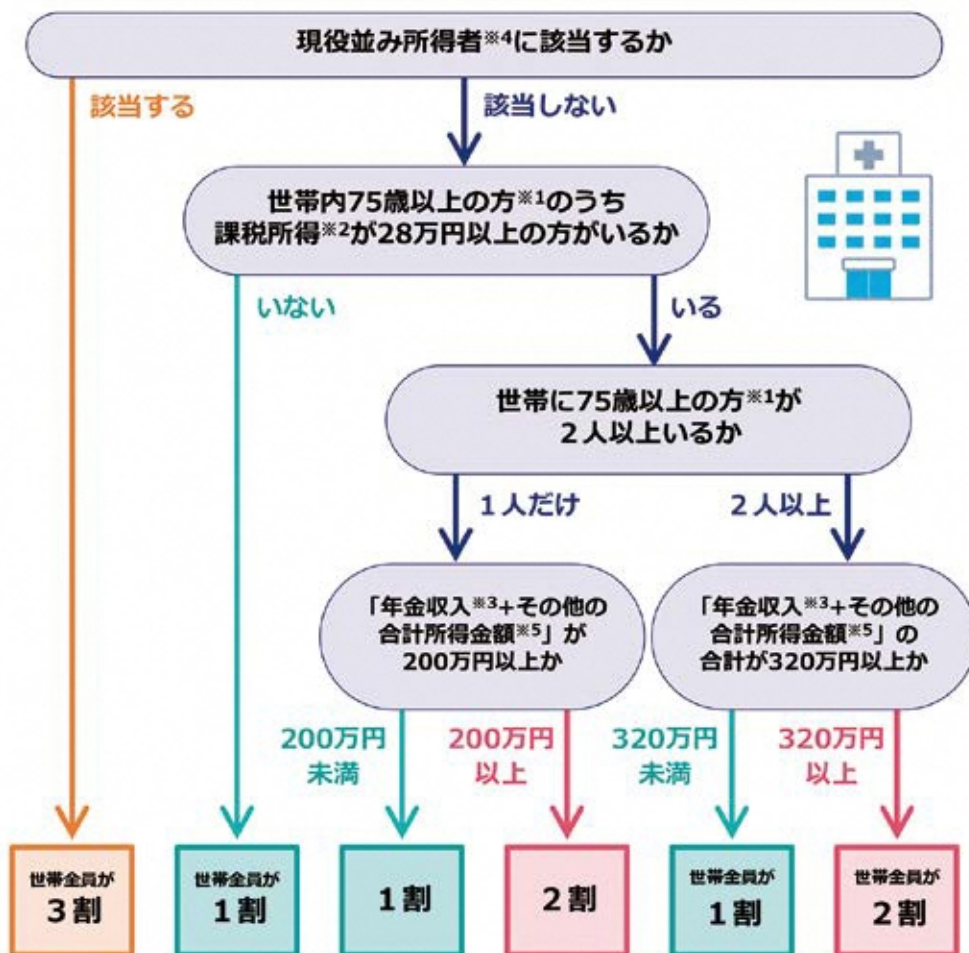 現役並み所得者※4に該当するか
該当する
該当しない
世帯内75歳以上の方※1のうち
課税所得※2が28万円以上の方がいるか
いない
いる
世帯に75歳以上の方※1が
2人以上いるか
1人だけ
2人以上
「年金収入※3+その他の
合計所得金額※5」が
200万円以上か
「年金収入※3+その他の
合計所得金額※5」の
合計が320万円以上か
200万円
未満
200万円
以上
320万円
未満
320万円
以上
世帯全員が
3割
世帯全員が
1割
1割
2割
世帯全員が
1割
世帯全員が
2割